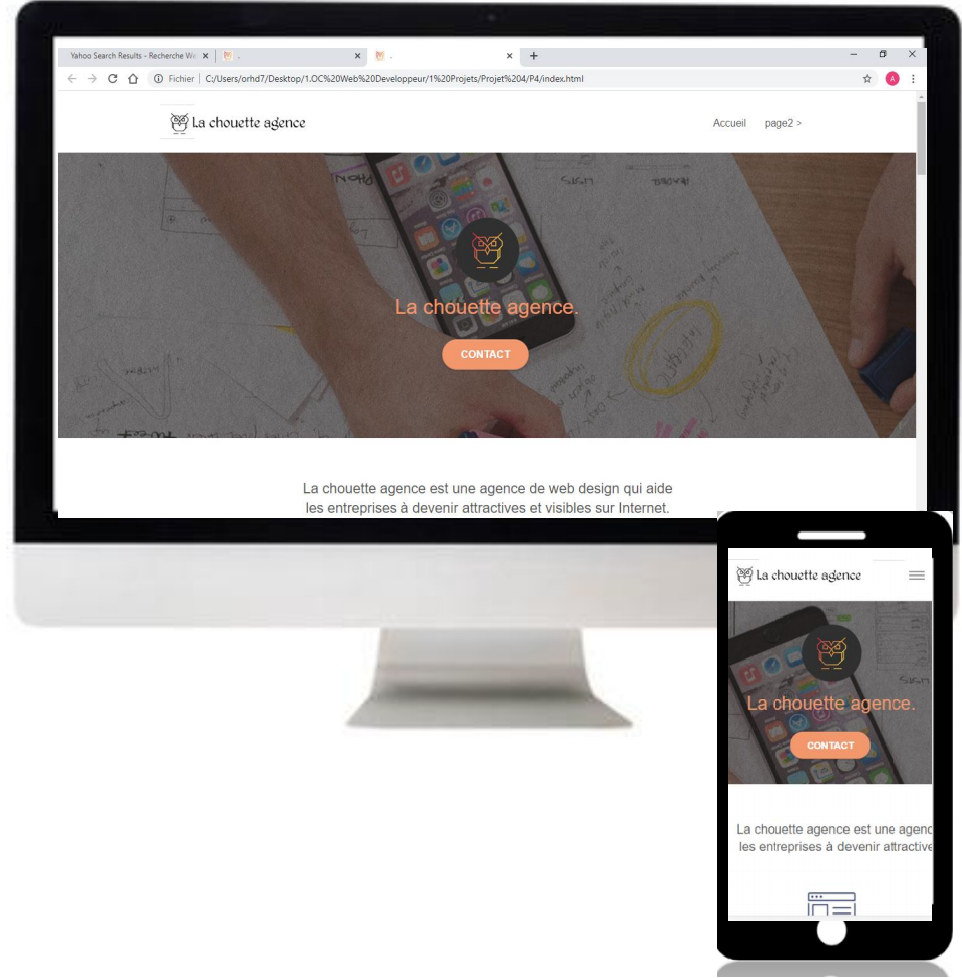 Yahoo Search Results - Recherche We
.
.
Fichier | C:/Users/orhd7/Desktop/1.OC%20Web%20Developpeur/1%20Projets/Projet%204/P4/index.html
A
La chouette agence
Accueil page2 >
La chouette agence.
CONTACT
La chouette agence est une agence de web design qui aide
les entreprises à devenir attractives et visibles sur Internet.
La chouette agence
La chouette agence.
CONTACT
La chouette agence est une agenc
les entreprises à devenir attractive